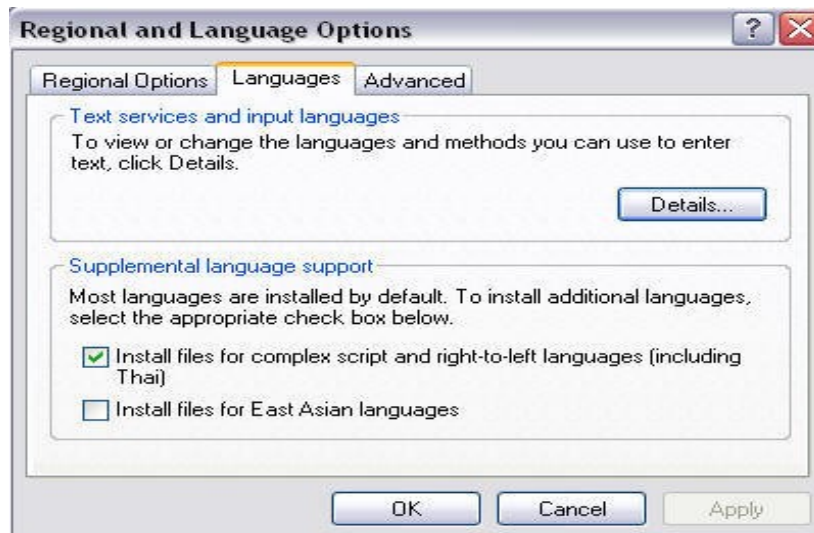 Regional and Language Options
?
Regional Options Languages Advanced
Text services and input languages
To view or change the languages and methods you can use to enter
text, click Details.
Details...
Supplemental language support
Most languages are installed by default. To install additional languages,
select the appropriate check box below.
Install files for complex script and right-to-left languages (including
Thai)
Install files for East Asian languages
OK Cancel Apply